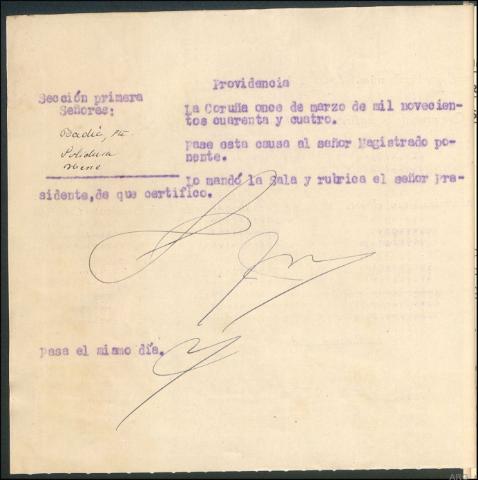 Providencia
Sección primera
Señores:
La Coruña once de marzo de mil novecien-
tos cuarenta y cuatro.
Pase esta causa al señor Magistrado po-
nente.
Lo mandó la Sala y rubrica el señor Pre-
sidente, de que certifico.
Pasa el mismo día.